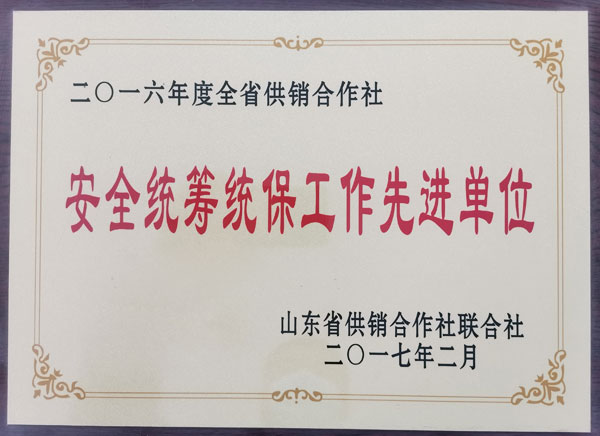 二〇一六年度全省供销合作社
安全统筹统保工作先进单位
山东省供销合作社联合社
二〇一七年二月